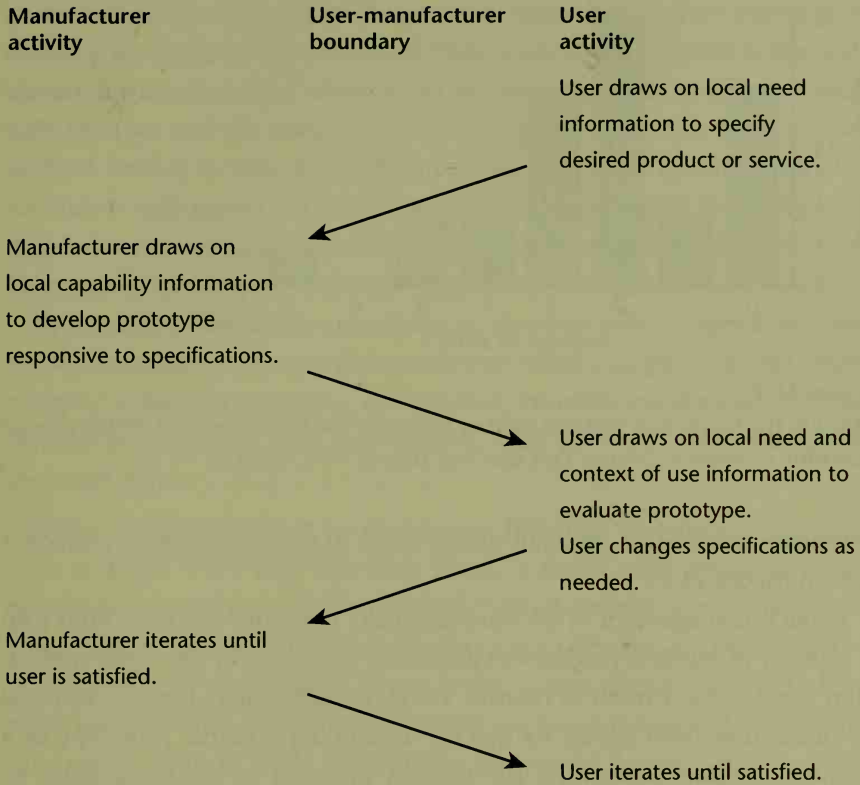 Manufacturer
activity
User-manufacturer
boundary
User
activity
User draws on local need
information to specify
desired product or service.
Manufacturer draws on
local capability information
to develop prototype
responsive to specifications.
User draws on local need and
context of use information to
evaluate prototype.
User changes specifications as
needed.
Manufacturer iterates until
user is satisfied.
User iterates until satisfied.